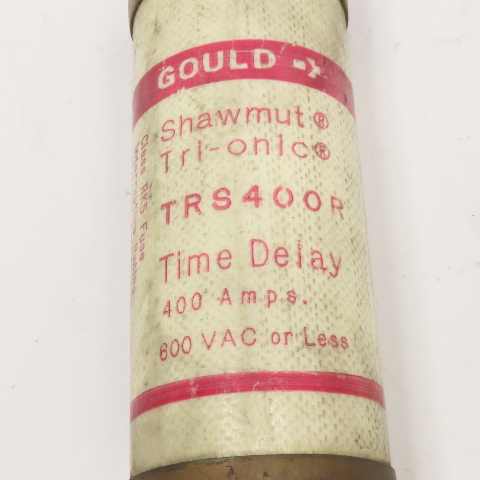 GOULD
Shawmut®
Tri-onic®
TRS400R
Time Delay
400 Amps.
600 VAC or Less
Class RK5 Fuse